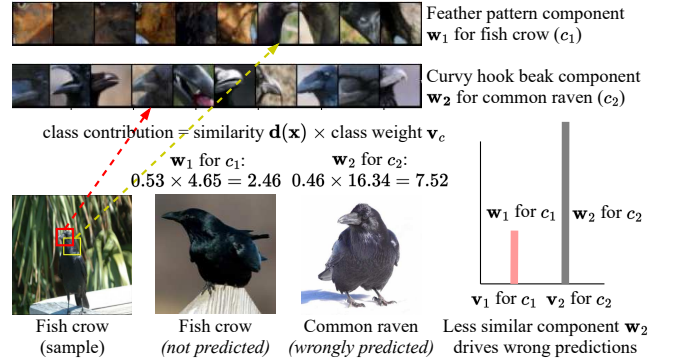 Feather pattern component
w₁ for fish crow (c₁)
Curvy hook beak component
w₂ for common raven (c₂)
class contribution = similarity d(x) × class weight v_c
w₁ for c₁:
0.53 × 4.65 = 2.46
w₂ for c₂:
0.46 × 16.34 = 7.52
w₁ for c₁
w₂ for c₂
v₁ for c₁
v₂ for c₂
Fish crow
(sample)
Fish crow
(not predicted)
Common raven
(wrongly predicted)
Less similar component w₂
drives wrong predictions